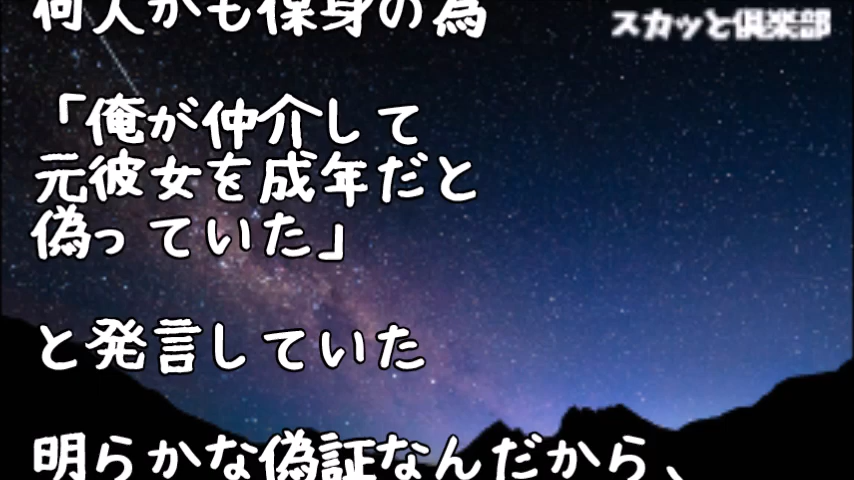 スカッと倶楽部
何人かも保身の為
「俺が仲介して
元彼女を成年だと
偽っていた」
と発言していた
明らかな偽証なんだから、